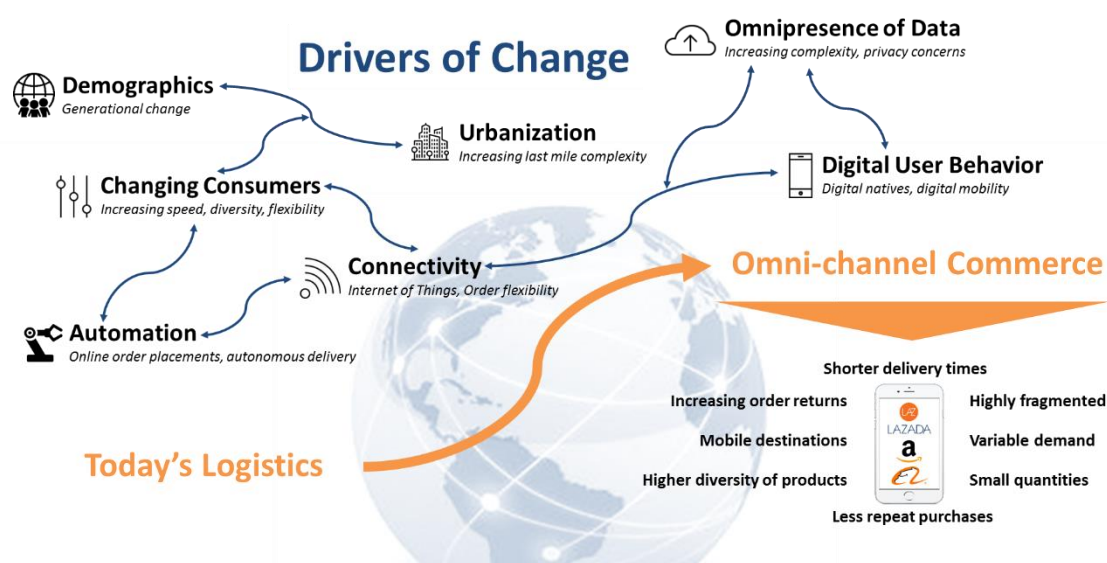 Drivers of Change
Omnipresence of Data
Increasing complexity, privacy concerns
Demographics
Generational change
Urbanization
Increasing last mile complexity
Digital User Behavior
Digital natives, digital mobility
Changing Consumers
Increasing speed, diversity, flexibility
Connectivity
Internet of Things, Order flexibility
Automation
Online order placements, autonomous delivery
Omni-channel Commerce
Today's Logistics
Shorter delivery times
Increasing order returns
Highly fragmented
Mobile destinations
Variable demand
Higher diversity of products
Small quantities
Less repeat purchases
LAZ
LAZADA
a